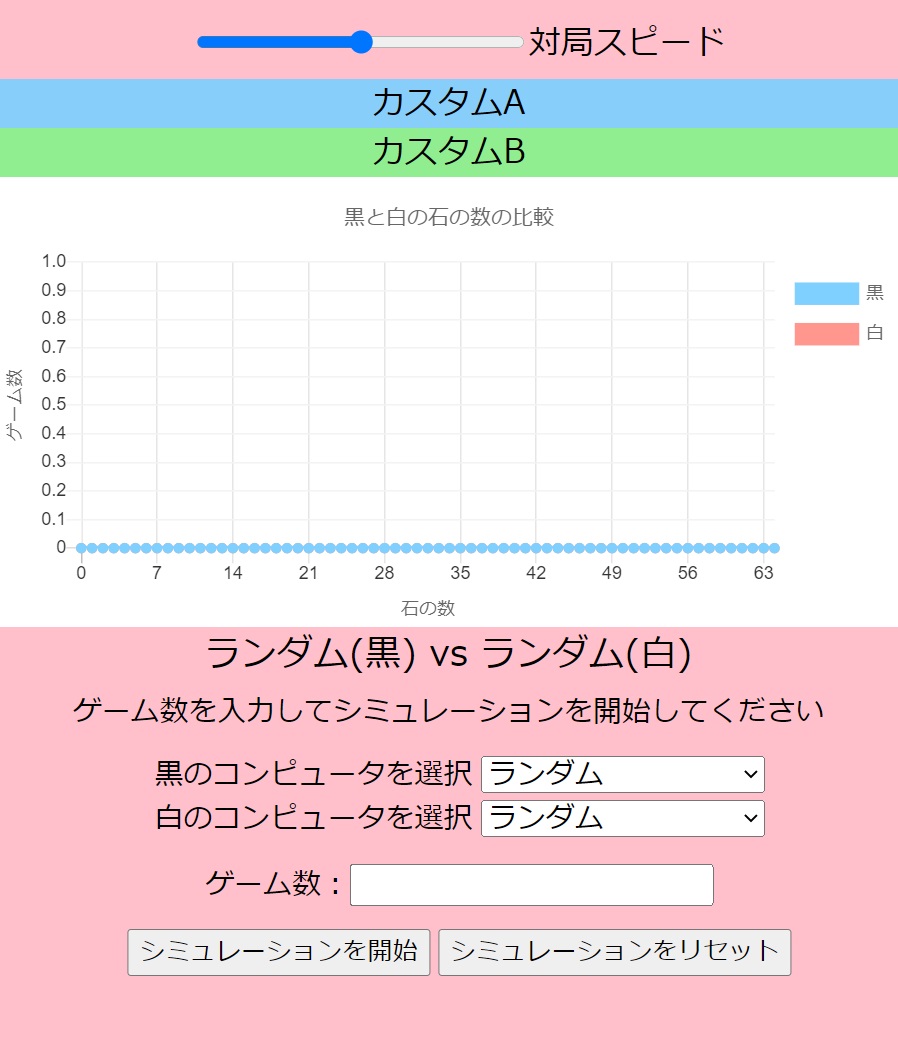 対局スピード
カスタムA
カスタムB
黒と白の石の数の比較
1.0
0.9
0.8
0.7
0.6
0.5
0.4
0.3
0.2
0.1
0
ゲーム数
0 7 14 21 28 35 42 49 56 63
石の数
黒
白
ランダム(黒) vs ランダム(白)
ゲーム数を入力してシミュレーションを開始してください
黒のコンピュータを選択 ランダム
白のコンピュータを選択 ランダム
ゲーム数：
シミュレーションを開始 シミュレーションをリセット